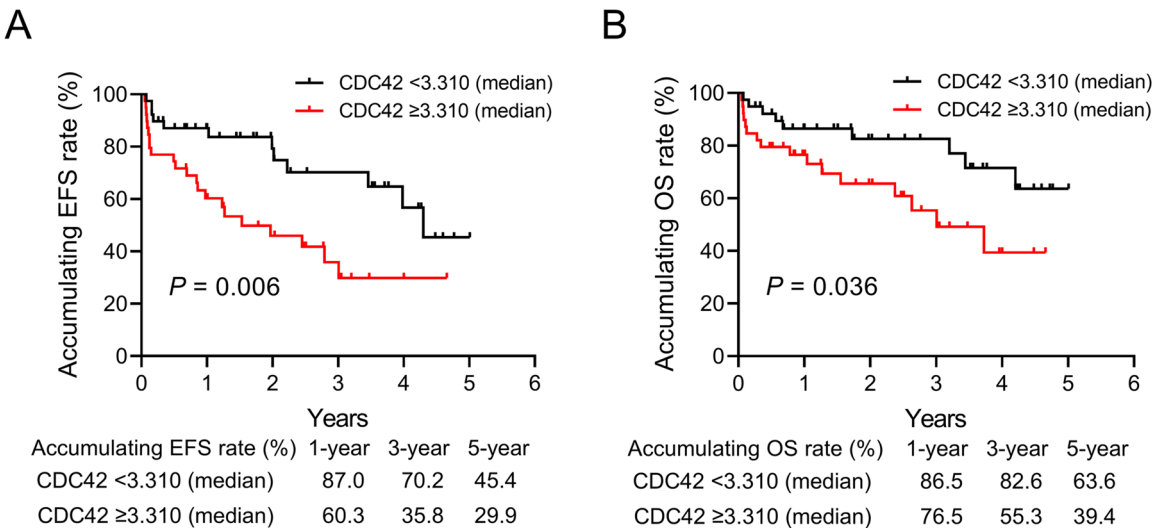 A
Accumulating EFS rate (%)
CDC42 <3.310 (median)
CDC42 ≥3.310 (median)
100
80
60
40
20
0
P = 0.006
0 1 2 3 4 5 6
Years
Accumulating EFS rate (%) 1-year 3-year 5-year
CDC42 <3.310 (median) 87.0 70.2 45.4
CDC42 ≥3.310 (median) 60.3 35.8 29.9
B
Accumulating OS rate (%)
CDC42 <3.310 (median)
CDC42 ≥3.310 (median)
100
80
60
40
20
0
P = 0.036
0 1 2 3 4 5 6
Years
Accumulating OS rate (%) 1-year 3-year 5-year
CDC42 <3.310 (median) 86.5 82.6 63.6
CDC42 ≥3.310 (median) 76.5 55.3 39.4